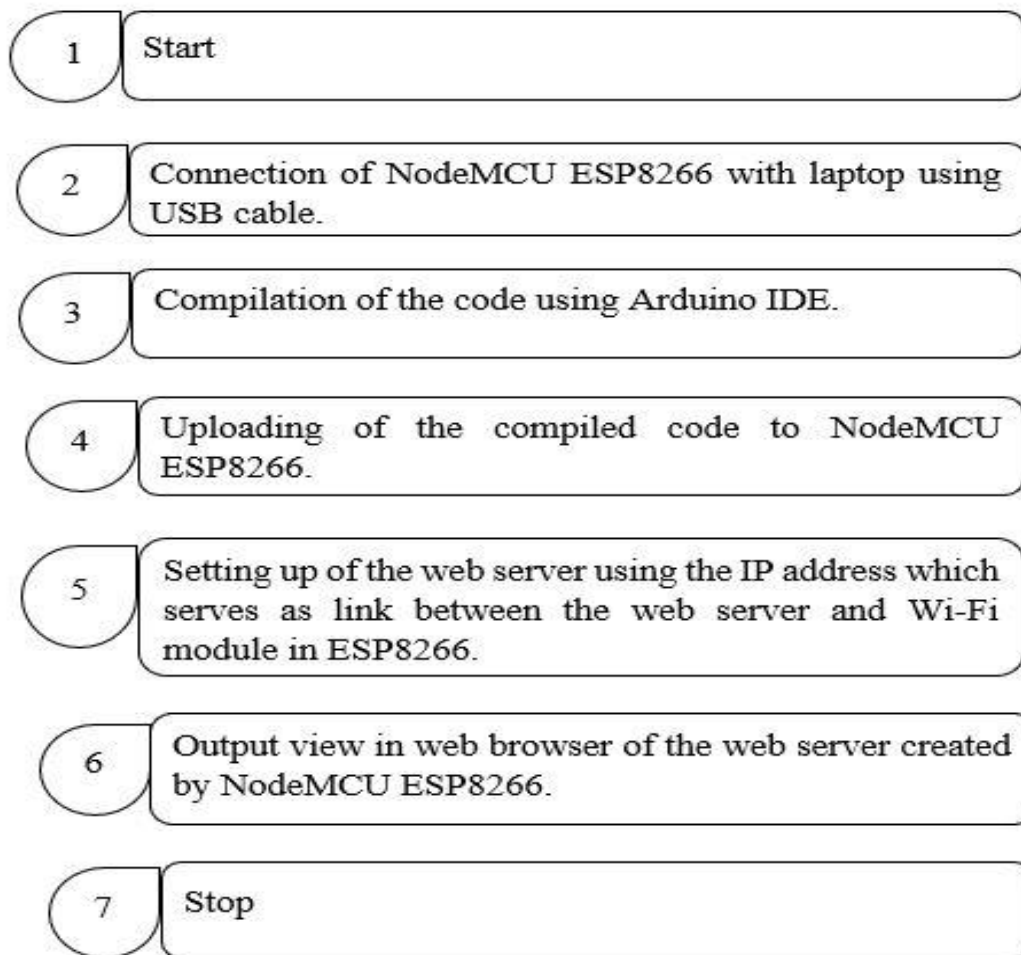 1 Start
2 Connection of NodeMCU ESP8266 with laptop using
USB cable.
3 Compilation of the code using Arduino IDE.
4 Uploading of the compiled code to NodeMCU
ESP8266.
5 Setting up of the web server using the IP address which
serves as link between the web server and Wi-Fi
module in ESP8266.
6 Output view in web browser of the web server created
by NodeMCU ESP8266.
7 Stop